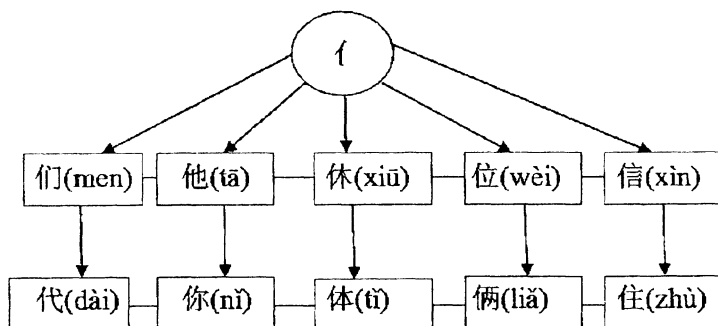 亻
们(men) 他(tā) 休(xiū) 位(wèi) 信(xìn)
代(dài) 你(nǐ) 体(tǐ) 俩(liǎ) 住(zhù)